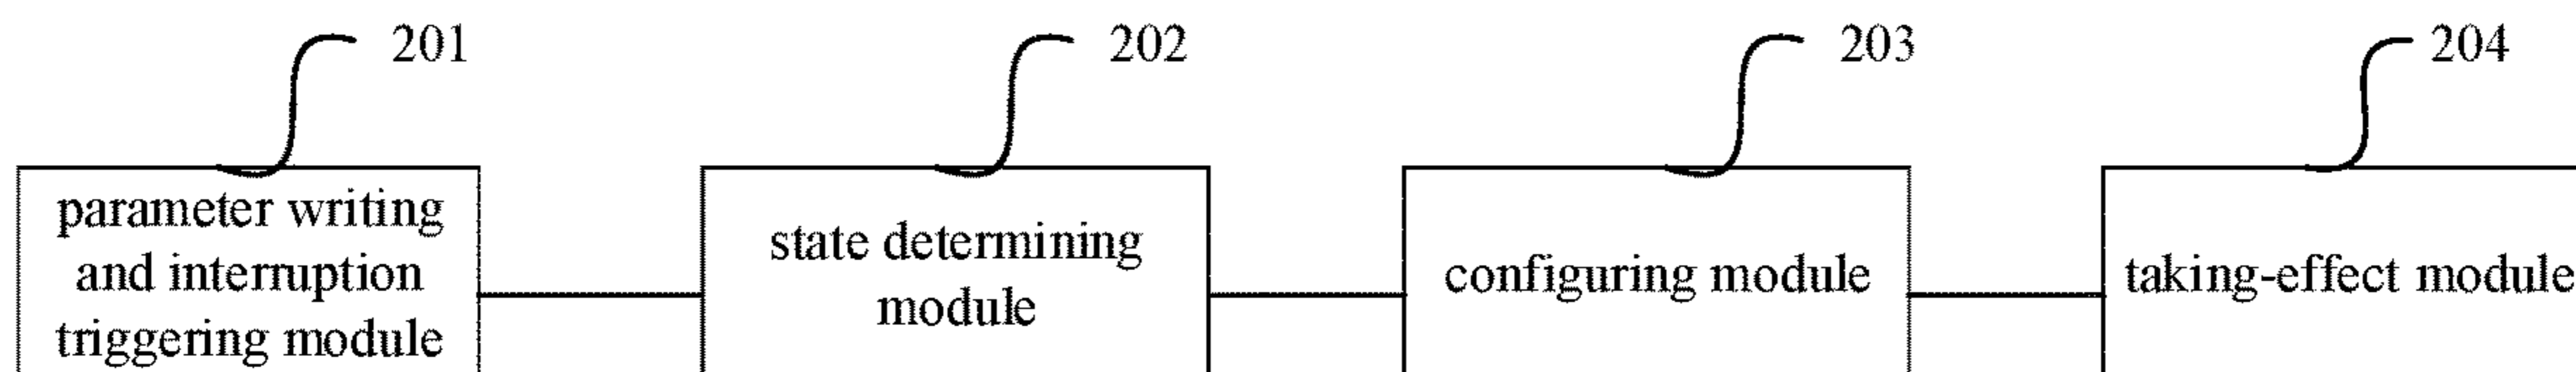 201
202
203
204
parameter writing
and interruption
triggering module
state determining
module
configuring module
taking-effect module